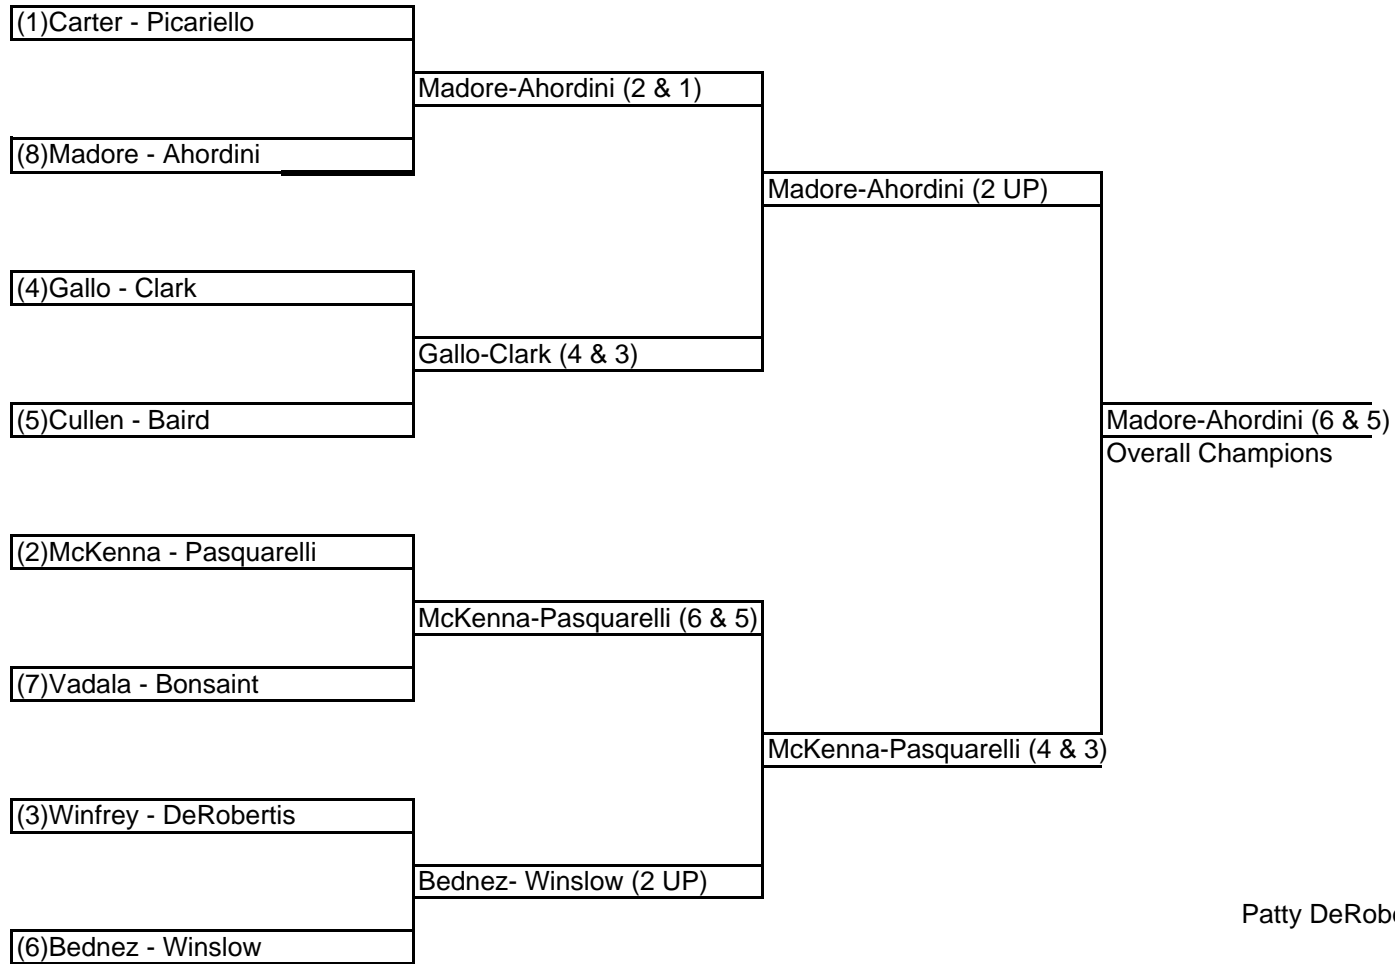 (1)Carter - Picariello
Madore-Ahordini (2 & 1)
(8)Madore - Ahordini
Madore-Ahordini (2 UP)
(4)Gallo - Clark
Gallo-Clark (4 & 3)
(5)Cullen - Baird
Madore-Ahordini (6 & 5)
Overall Champions
(2)McKenna - Pasquarelli
McKenna-Pasquarelli (6 & 5)
(7)Vadala - Bonsaint
McKenna-Pasquarelli (4 & 3)
(3)Winfrey - DeRobertis
Bednez- Winslow (2 UP)
Patty
(6)Bednez - Winslow